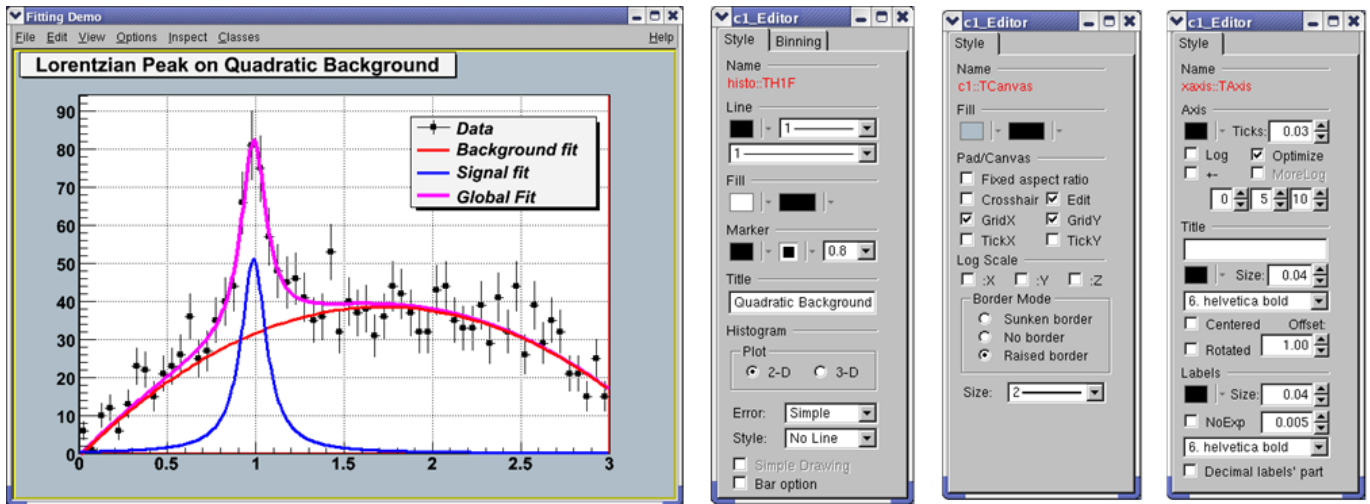 Fitting Demo
File Edit View Options Inspect Classes Help
Lorentzian Peak on Quadratic Background
90
80
70
60
50
40
30
20
10
0
0 0.5 1 1.5 2 2.5 3
Data
Background fit
Signal fit
Global Fit
c1_Editor
Style Binning
Name
histo::TH1F
Line
1
1
Fill
Marker
0.8
Title
Quadratic Background
Histogram
Plot
2-D 3-D
Error: Simple
Style: No Line
Simple Drawing
Bar option
c1_Editor
Style
Name
c1::TCanvas
Fill
Pad/Canvas
Fixed aspect ratio
Crosshair Edit
GridX GridY
TickX TickY
Log Scale
:X :Y :Z
Border Mode
Sunken border
No border
Raised border
Size: 2
c1_Editor
Style
Name
xaxis::TAxis
Axis
Ticks: 0.03
Log Optimize
+- MoreLog
0 5 10
Title
Size: 0.04
6. helvetica bold
Centered Offset:
Rotated 1.00
Labels
Size: 0.04
NoExp 0.005
6. helvetica bold
Decimal labels' part